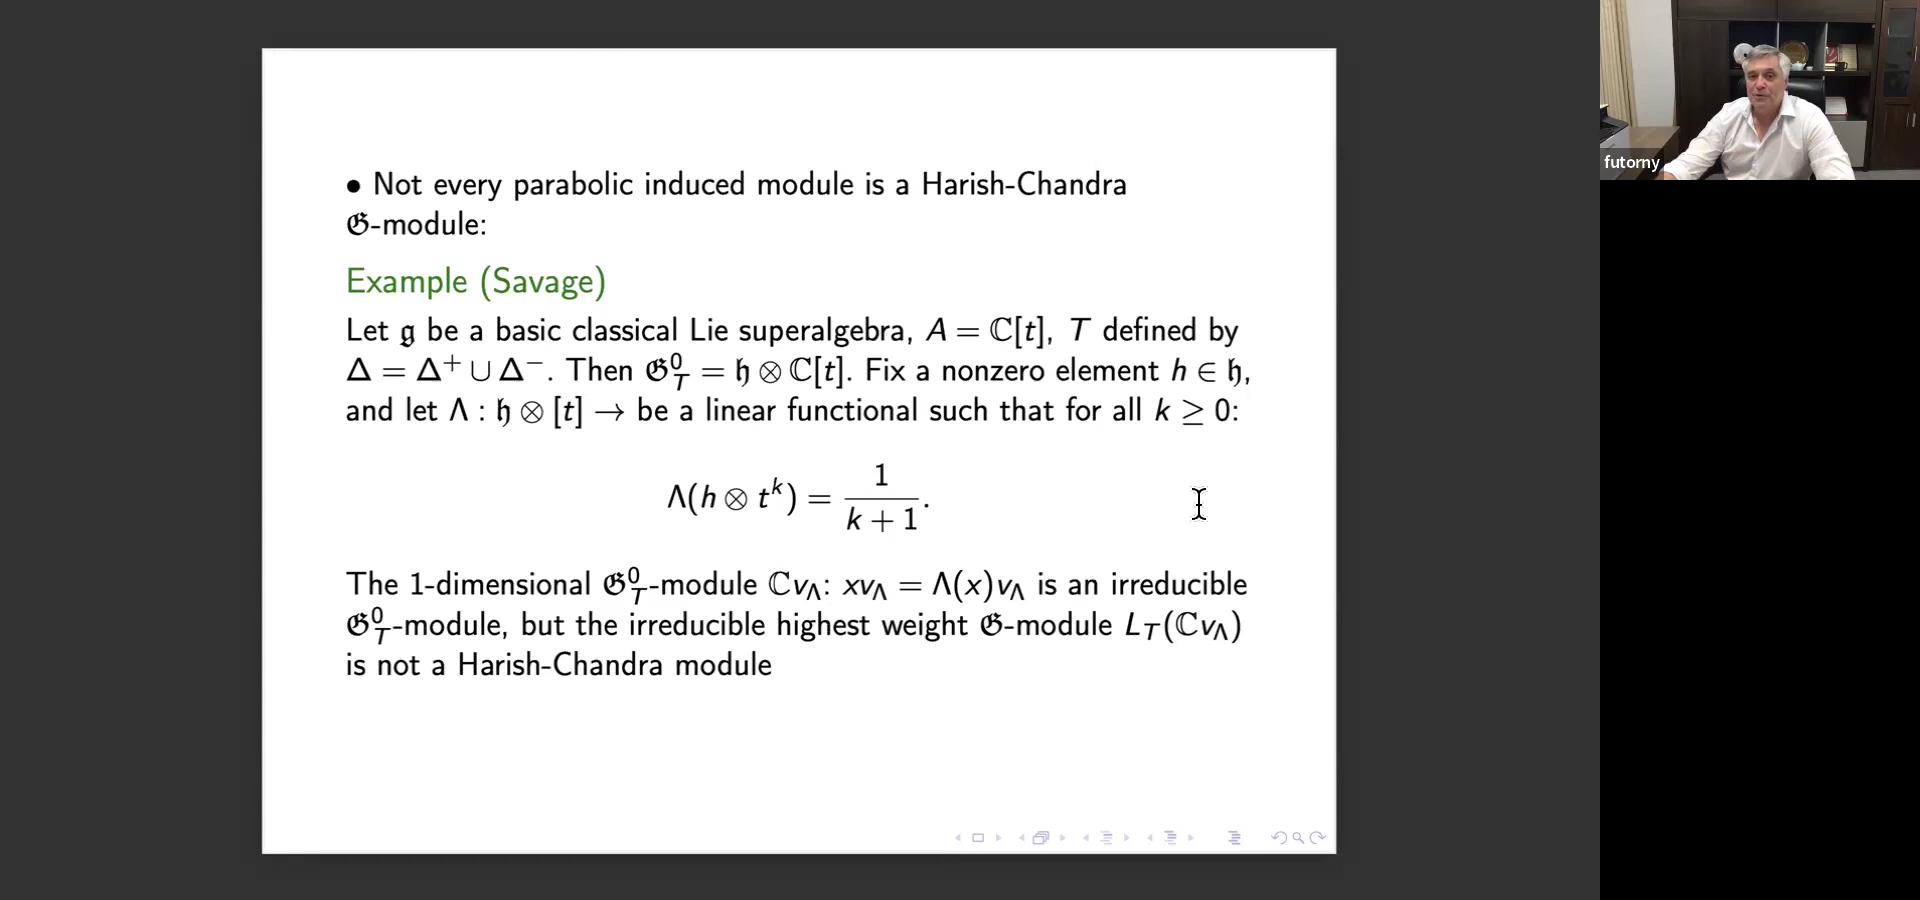 • Not every parabolic induced module is a Harish-Chandra
𝔊-module:
Example (Savage)
Let 𝔤 be a basic classical Lie superalgebra, A = ℂ[t], T defined by
Δ = Δ⁺ ∪ Δ⁻. Then 𝔊⁰_T = 𝔥 ⊗ ℂ[t]. Fix a nonzero element h ∈ 𝔥,
and let Λ : 𝔥 ⊗ [t] → be a linear functional such that for all k ≥ 0:
Λ(h ⊗ tᵏ) = 1/(k + 1).
The 1-dimensional 𝔊⁰_T-module ℂv_Λ: xv_Λ = Λ(x)v_Λ is an irreducible
𝔊⁰_T-module, but the irreducible highest weight 𝔊-module L_T(ℂv_Λ)
is not a Harish-Chandra module
futorny